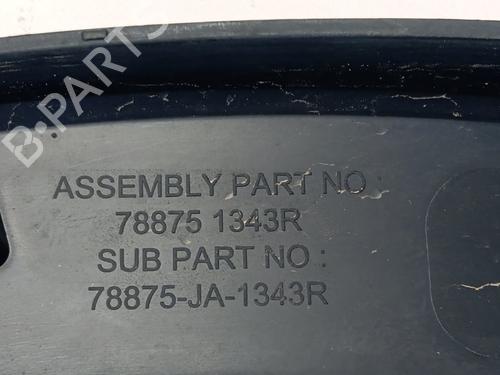 B-PARTS
ASSEMBLY PART NO :
78875 1343R
SUB PART NO :
78875-JA-1343R